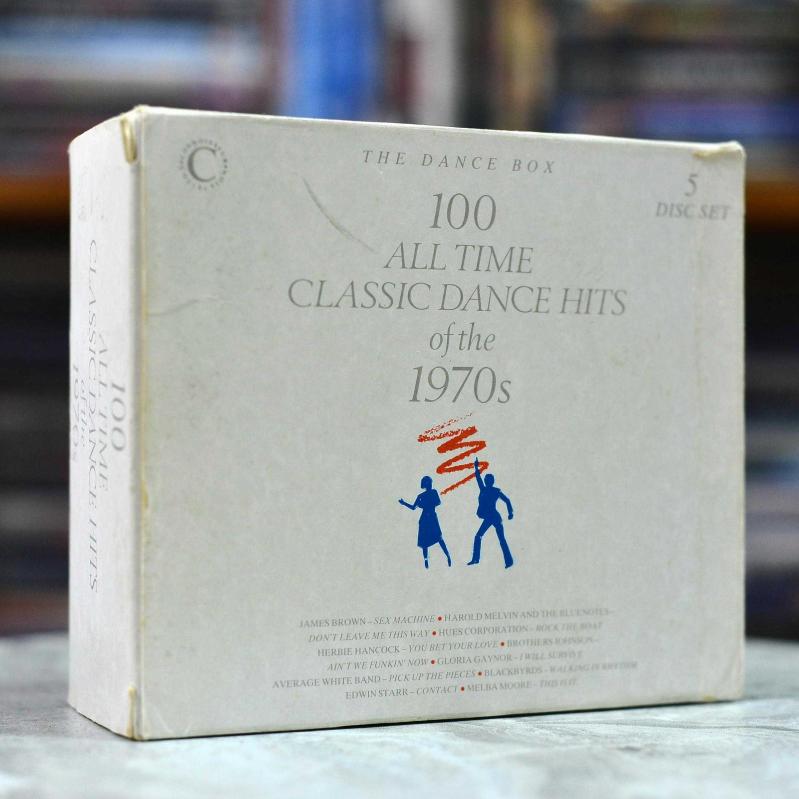 THE DANCE BOX
5
DISC SET
100
ALL TIME
CLASSIC DANCE HITS
of the
1970s
JAMES BROWN – SEX MACHINE • HAROLD MELVIN AND THE BLUENOTES –
DON'T LEAVE ME THIS WAY • HUES CORPORATION – ROCK THE BOAT
HERBIE HANCOCK – YOU BET YOUR LOVE • BROTHERS JOHNSON –
AIN'T WE FUNKIN' NOW • GLORIA GAYNOR – I WILL SURVIVE
AVERAGE WHITE BAND – PICK UP THE PIECES • BLACKBYRDS – WALKING IN RHYTHM
EDWIN STARR – CONTACT • MELBA MOORE – THIS IS IT
100
ALL TIME
CLASSIC DANCE HITS
of the
1970s
C